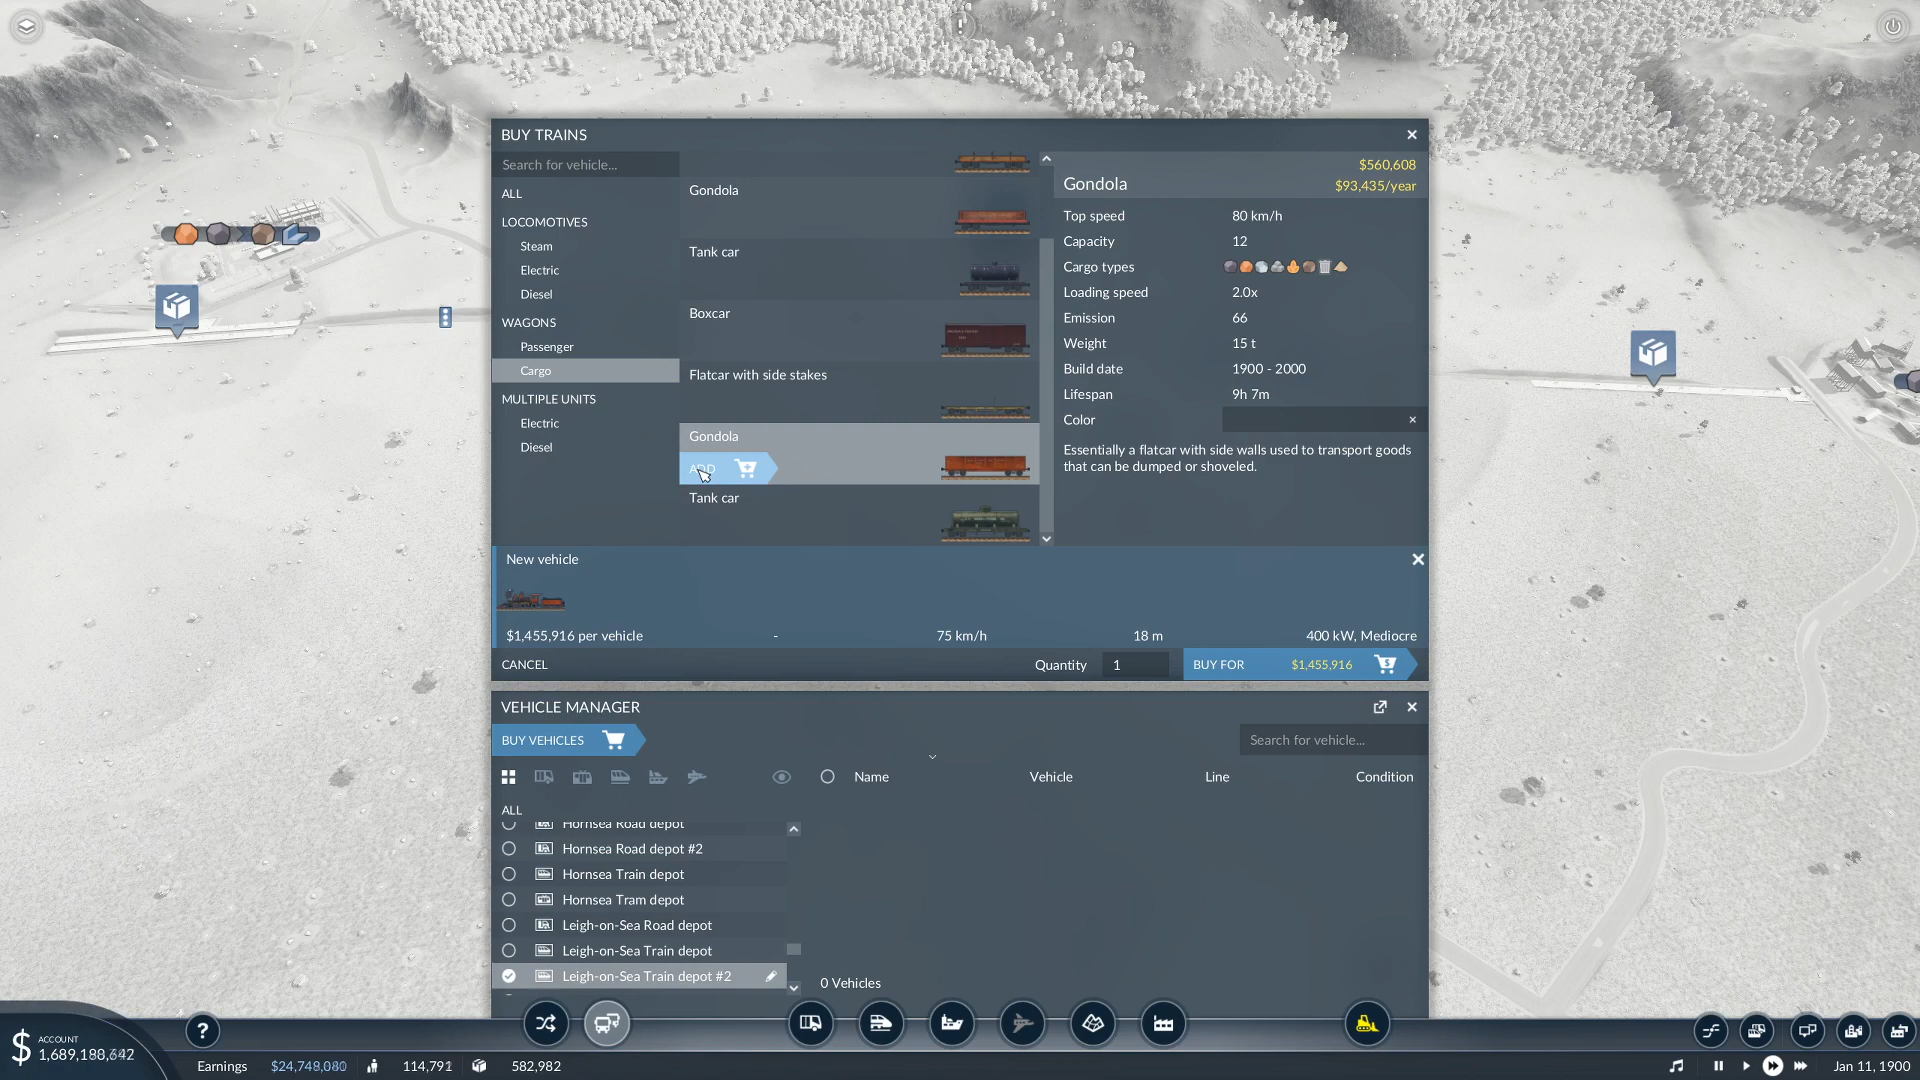 BUY TRAINS
Search for vehicle...
ALL
LOCOMOTIVES
Steam
Electric
Diesel
WAGONS
Passenger
Cargo
MULTIPLE UNITS
Electric
Diesel
Gondola
Tank car
Boxcar
Flatcar with side stakes
Gondola
ADD
Tank car
$560,608
Gondola
$93,435/year
Top speed 80 km/h
Capacity 12
Cargo types
Loading speed 2.0x
Emission 66
Weight 15 t
Build date 1900 - 2000
Lifespan 9h 7m
Color
Essentially a flatcar with side walls used to transport goods
that can be dumped or shoveled.
New vehicle
$1,455,916 per vehicle - 75 km/h 18 m 400 kW, Mediocre
CANCEL Quantity 1 BUY FOR $1,455,916
VEHICLE MANAGER
BUY VEHICLES
Search for vehicle...
Name Vehicle Line Condition
ALL
Hornsea Road depot
Hornsea Road depot #2
Hornsea Train depot
Hornsea Tram depot
Leigh-on-Sea Road depot
Leigh-on-Sea Train depot
Leigh-on-Sea Train depot #2
0 Vehicles
?
$ ACCOUNT
Earnings $24,748,080 114,791 582,982
Jan 11, 1900